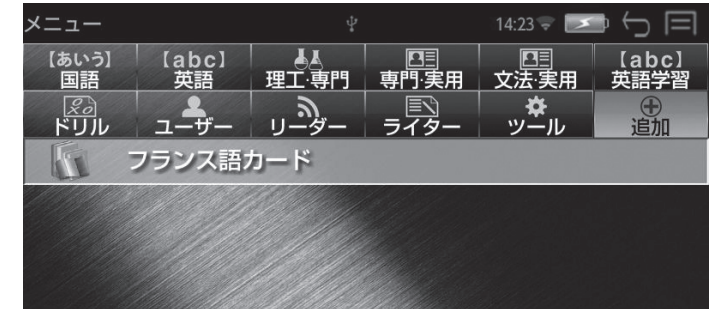 メニュー 14:23
【あいう】 【abc】 【abc】
国語 英語 理工・専門 専門・実用 文法・実用 英語学習
ドリル ユーザー リーダー ライター ツール 追加
フランス語カード